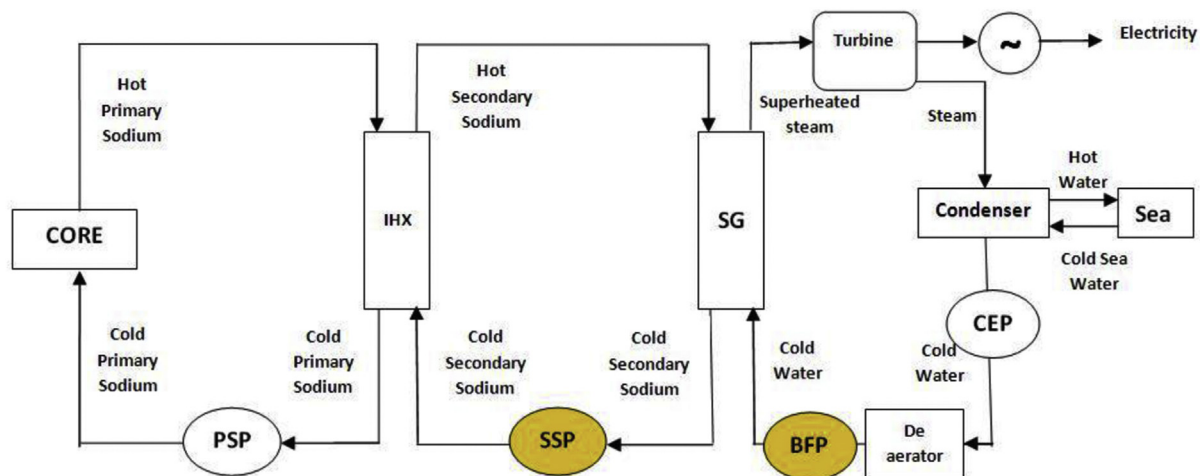 Hot
Primary
Sodium
Hot
Secondary
Sodium
Superheated
steam
Turbine
~
Electricity
Steam
Hot
Water
CORE
IHX
SG
Condenser
Sea
Cold Sea
Water
Cold
Primary
Sodium
Cold
Primary
Sodium
Cold
Secondary
Sodium
Cold
Secondary
Sodium
Cold
Water
Cold
Water
CEP
PSP
SSP
BFP
De
aerator